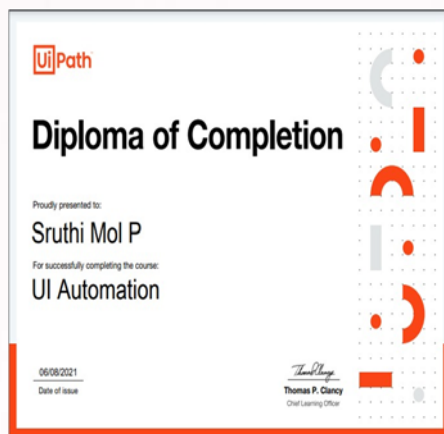 UiPath
Diploma of Completion
Proudly presented to:
Sruthi Mol P
For successfully completing the course:
UI Automation
06/08/2021
Date of issue
Thomas P. Clancy
Chief Learning Officer